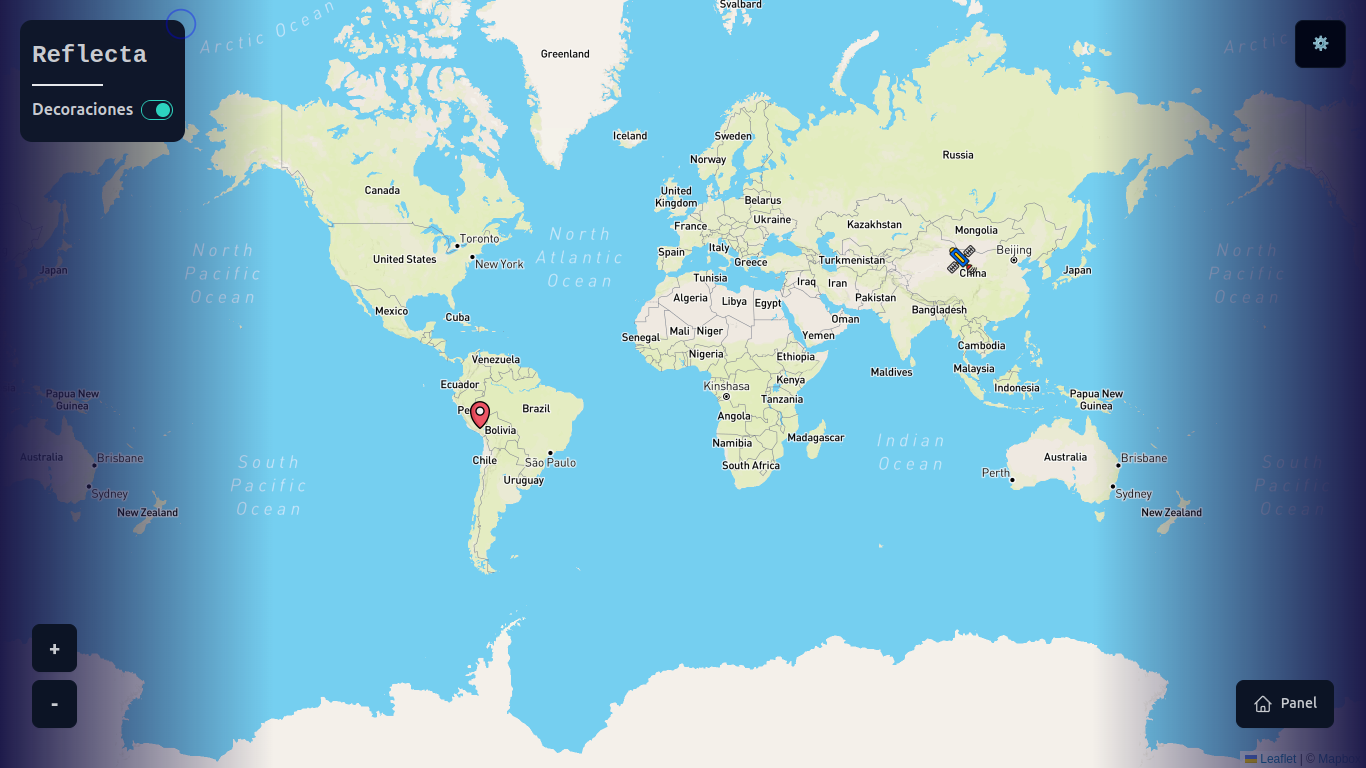 Reflecta
Decoraciones
Arctic Ocean
Svalbard
Greenland
Arctic
Iceland
Sweden
Norway
Russia
Canada
United
Kingdom
Belarus
Ukraine
France
Kazakhstan
Mongolia
Toronto
New York
United States
North
Atlantic
Ocean
Spain
Italy
Greece
Turkmenistan
Beijing
China
Japan
North
Pacific
Ocean
Japan
North
Pacific
Ocean
Tunisia
Algeria
Libya
Egypt
Iraq
Iran
Pakistan
Bangladesh
Mexico
Cuba
Senegal
Mali
Niger
Oman
Yemen
Cambodia
Nigeria
Ethiopia
Venezuela
Ecuador
Maldives
Malaysia
Indonesia
Kinshasa
Kenya
Tanzania
Papua New
Guinea
Papua New
Guinea
Pe
Brazil
Bolivia
Angola
Namibia
Madagascar
Indian
Ocean
Chile
São Paulo
Uruguay
South Africa
Perth
Australia
Brisbane
Sydney
New Zealand
Australia
Brisbane
Sydney
New Zealand
South
Pacific
Ocean
South
Pacific
Ocean
+
-
Panel
Leaflet | © Mapbox